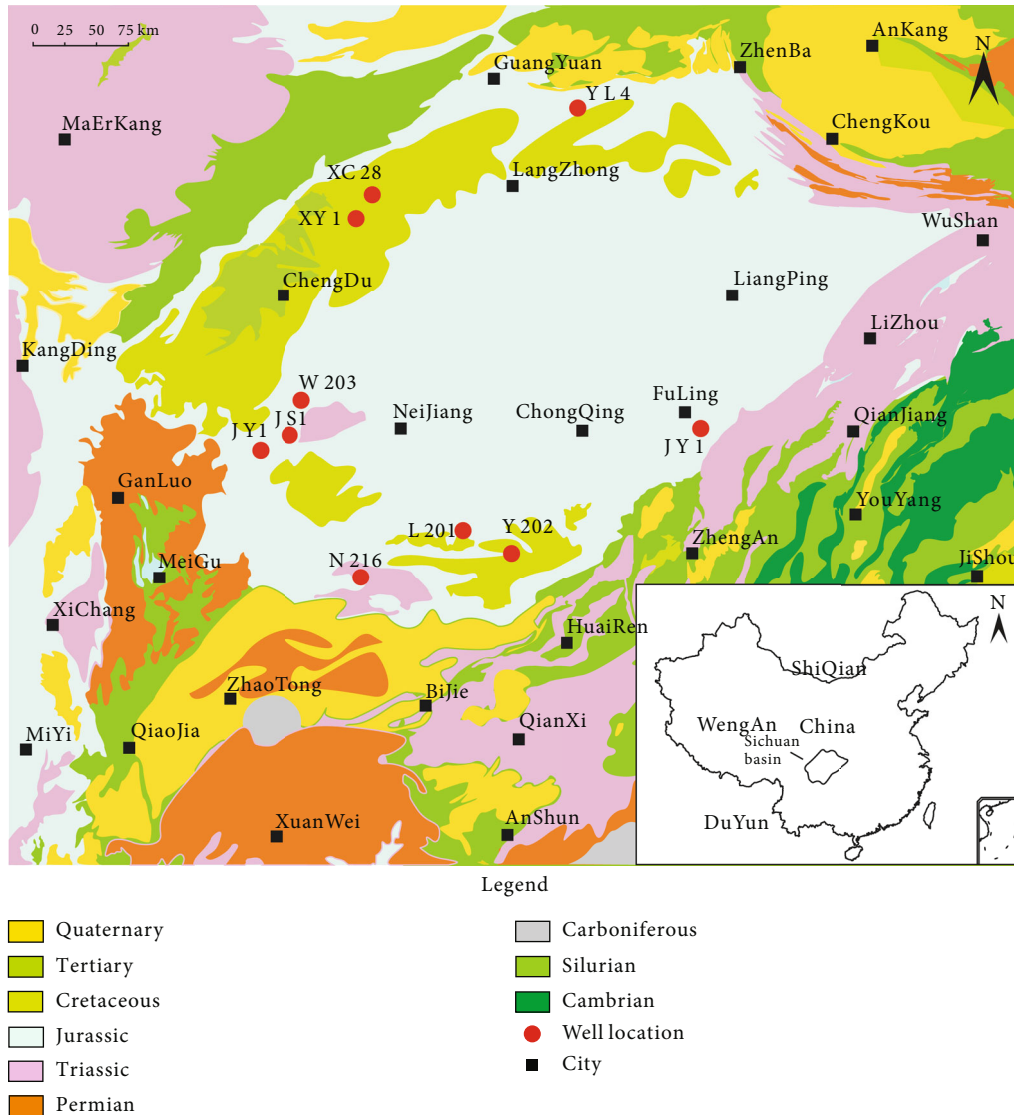 0 25 50 75 km
AnKang
ZhenBa
N
GuangYuan
Y L 4
MaErKang
ChengKou
XC 28
LangZhong
XY 1
WuShan
ChengDu
LiangPing
LiZhou
KangDing
W 203
FuLing
J S1
NeiJiang
ChongQing
QianJiang
J Y1
J Y 1
GanLuo
YouYang
L 201
Y 202
ZhengAn
JiShou
N 216
MeiGu
XiChang
HuaiRen
N
ShiQian
ZhaoTong
BiJie
WengAn
China
QianXi
Sichuan
basin
MiYi
QiaoJia
DuYun
XuanWei
AnShun
Legend
Quaternary
Tertiary
Cretaceous
Jurassic
Triassic
Permian
Carboniferous
Silurian
Cambrian
Well location
City